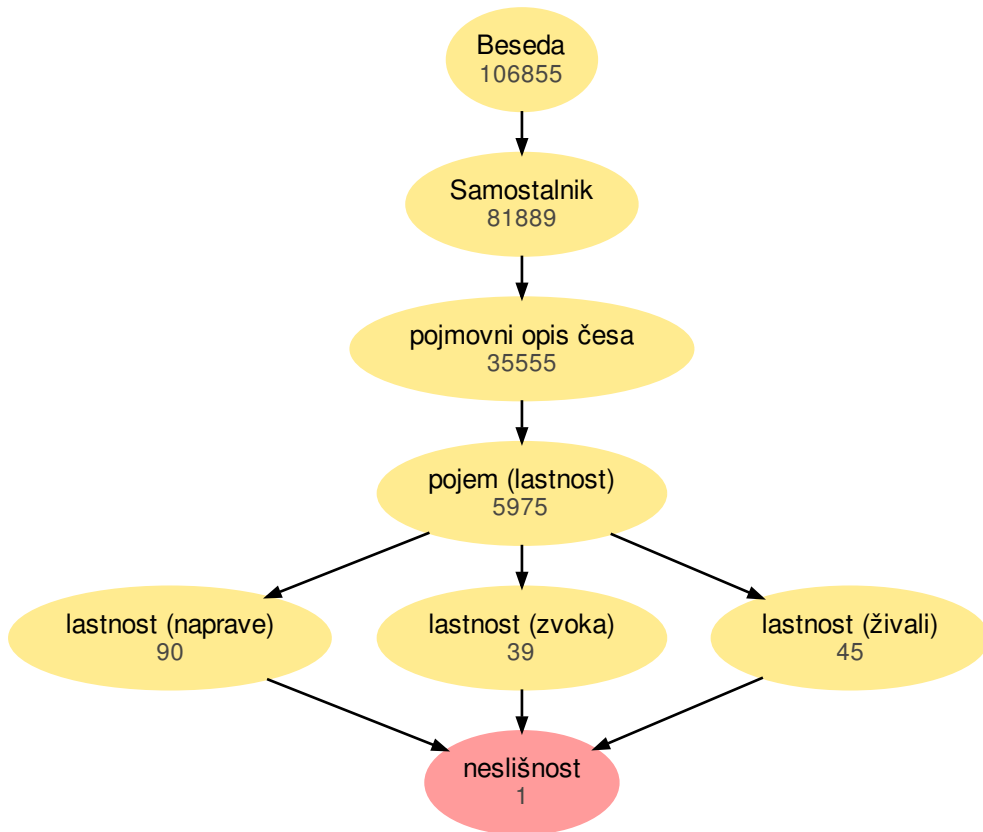 Beseda
106855
Samostalnik
81889
pojmovni opis česa
35555
pojem (lastnost)
5975
lastnost (naprave)
90
lastnost (zvoka)
39
lastnost (živali)
45
neslišnost
1